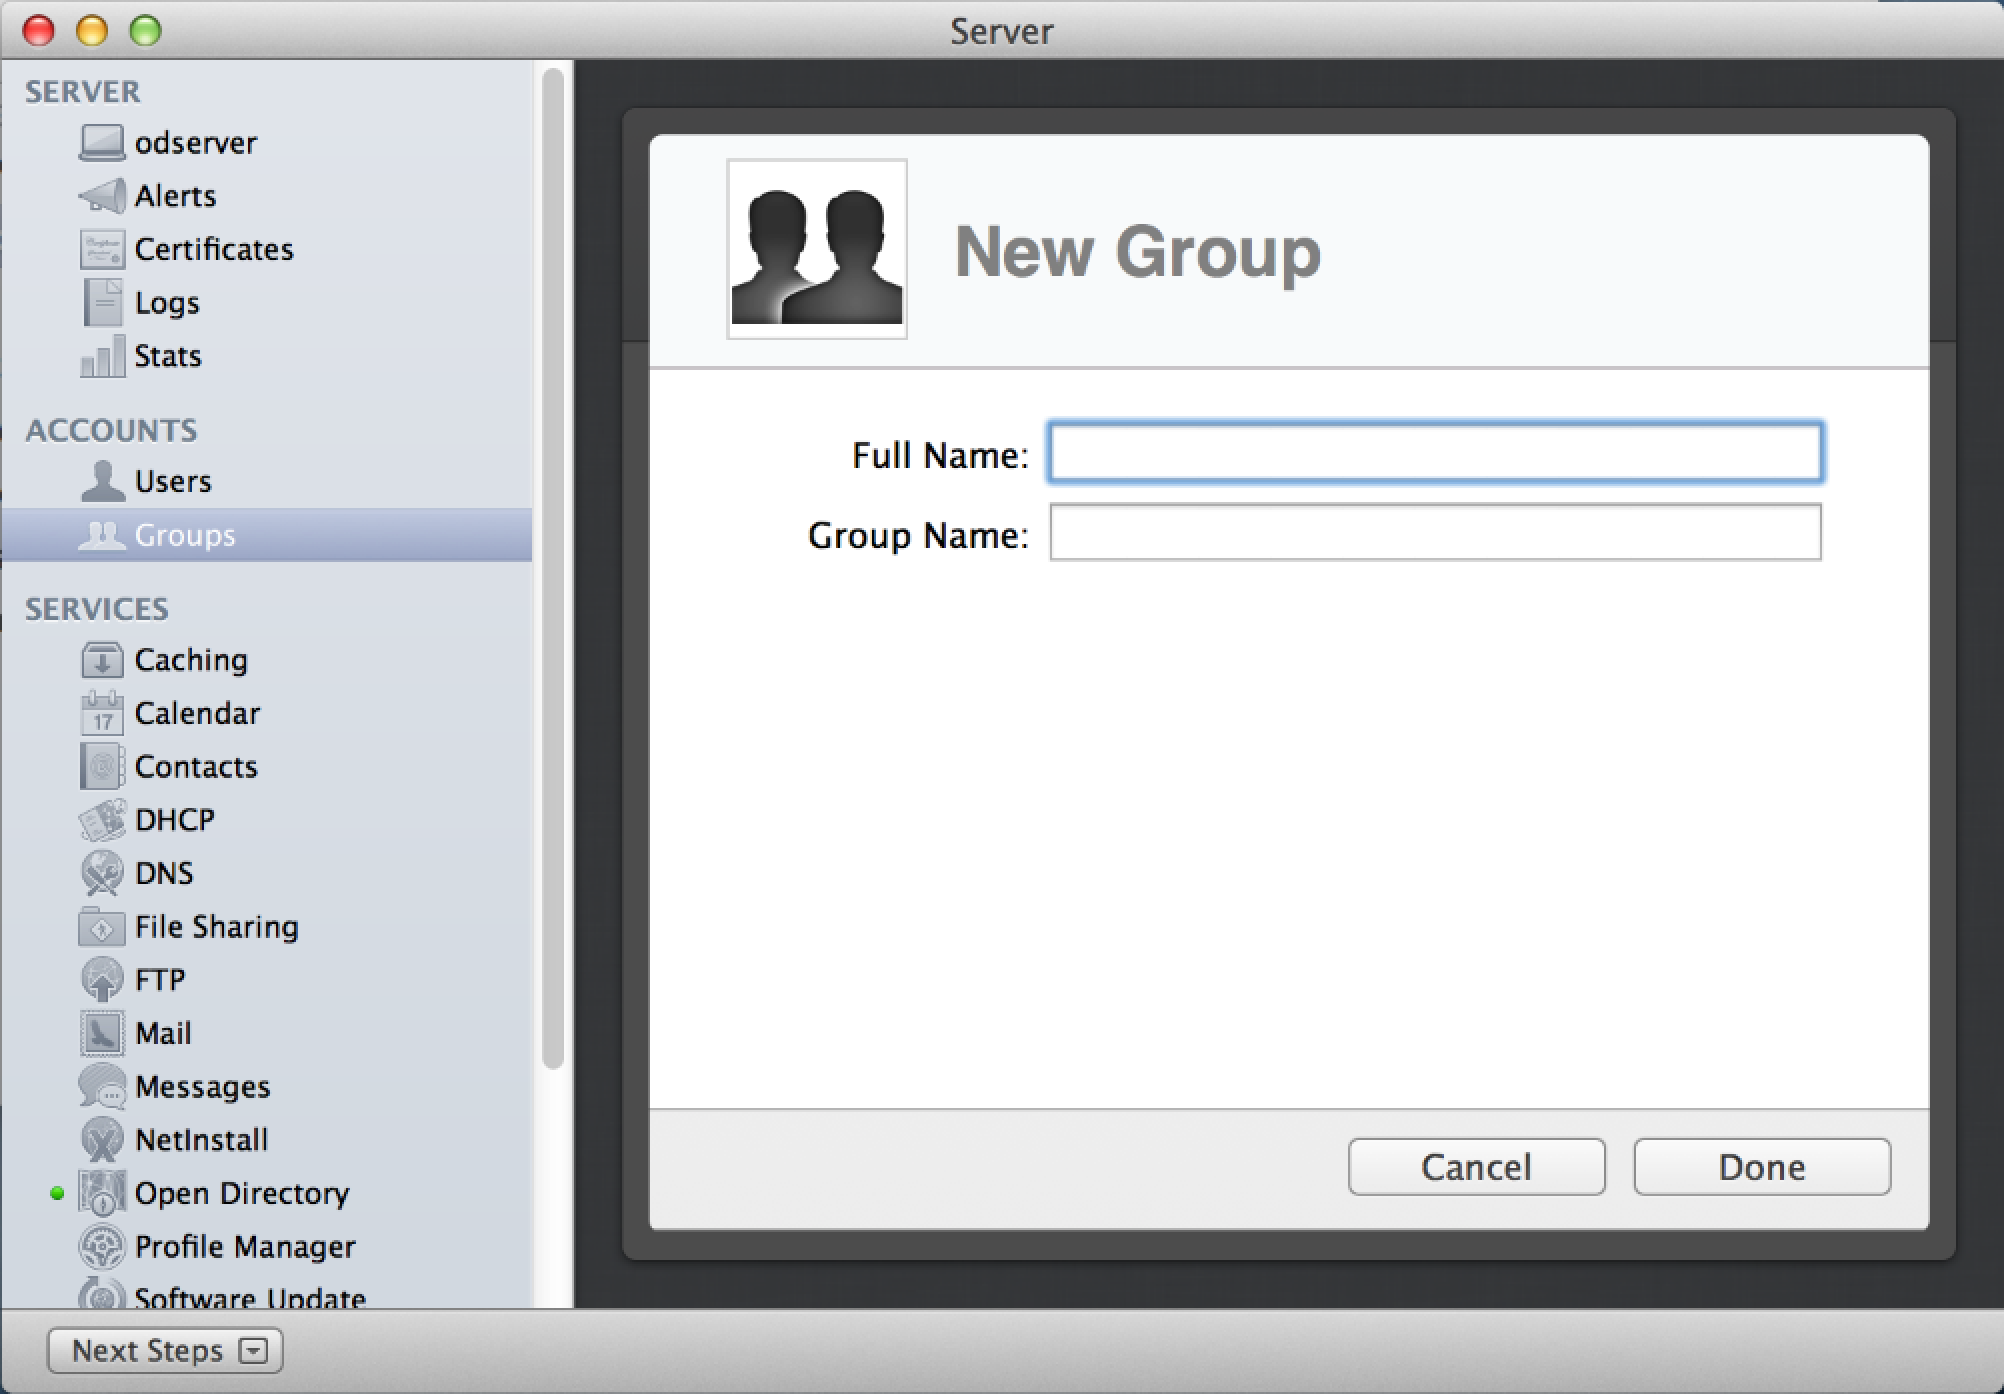 Server
SERVER
odserver
Alerts
Certificates
Logs
Stats
ACCOUNTS
Users
Groups
SERVICES
Caching
17
Calendar
Contacts
DHCP
DNS
File Sharing
FTP
Mail
Messages
NetInstall
Open Directory
Profile Manager
Software Update
Next Steps
New Group
Full Name:
Group Name:
Cancel
Done